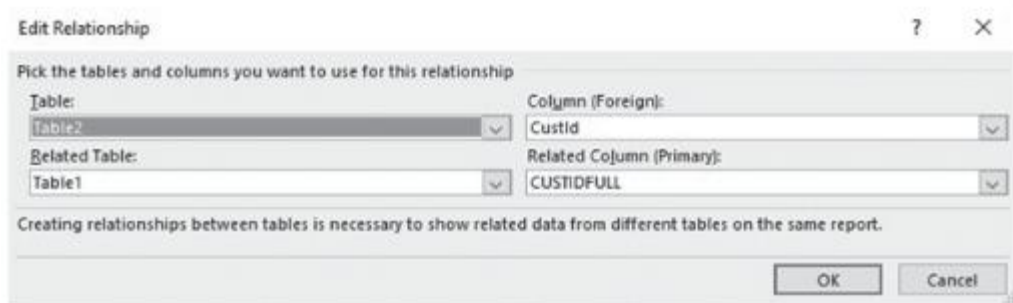 Edit Relationship ? ✕
Pick the tables and columns you want to use for this relationship
Table: Column (Foreign):
Table2 CustId
Related Table: Related Column (Primary):
Table1 CUSTIDFULL
Creating relationships between tables is necessary to show related data from different tables on the same report.
OK Cancel